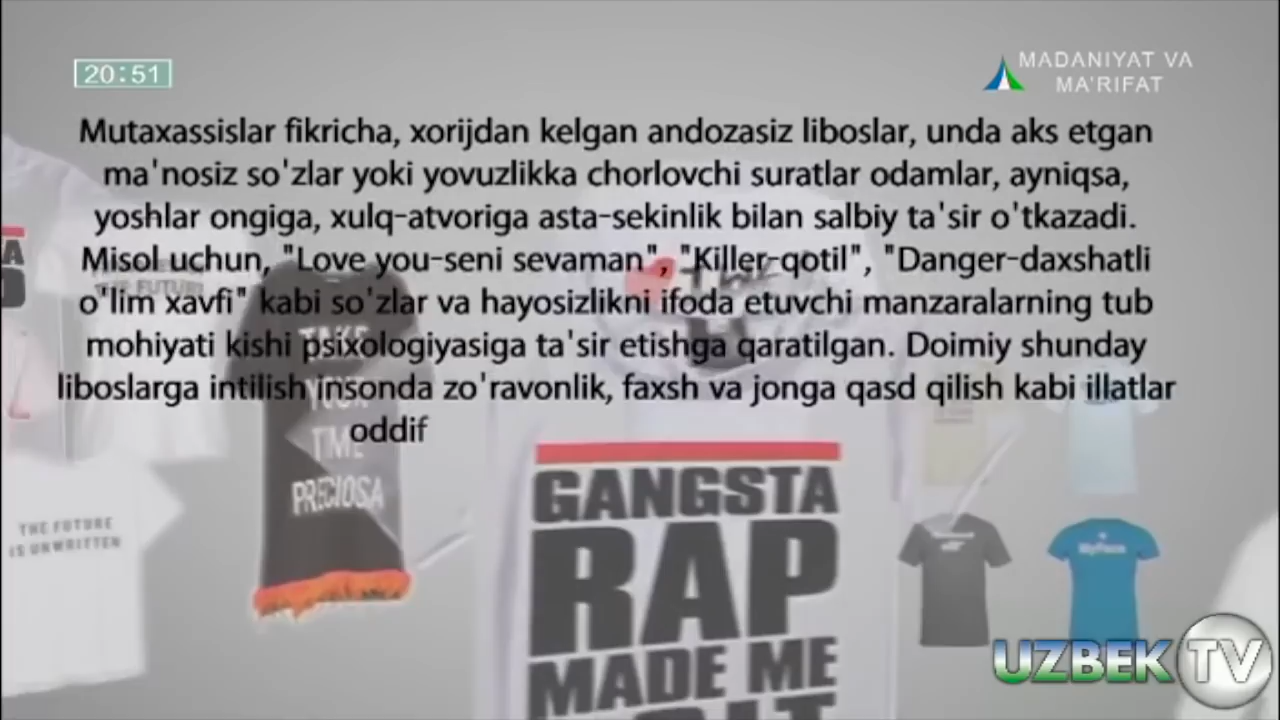 20:51
MADANIYAT VA
MA'RIFAT
Mutaxassislar fikricha, xorijdan kelgan andozasiz liboslar, unda aks etgan
ma'nosiz so'zlar yoki yovuzlikka chorlovchi suratlar odamlar, ayniqsa,
yoshlar ongiga, xulq-atvoriga asta-sekinlik bilan salbiy ta'sir o'tkazadi.
Misol uchun, "Love you-seni sevaman", "Killer-qotil", "Danger-daxshatli
o'lim xavfi" kabi so'zlar va hayosizlikni ifoda etuvchi manzaralarning tub
mohiyati kishi psixologiyasiga ta'sir etishga qaratilgan. Doimiy shunday
liboslarga intilish insonda zo'ravonlik, faxsh va jonga qasd qilish kabi illatlar
oddif
TAKE
YOUR
TIME
PRECIOSA
THE FUTURE
IS UNWRITTEN
GANGSTA
RAP
MADE ME
UZBEK TV